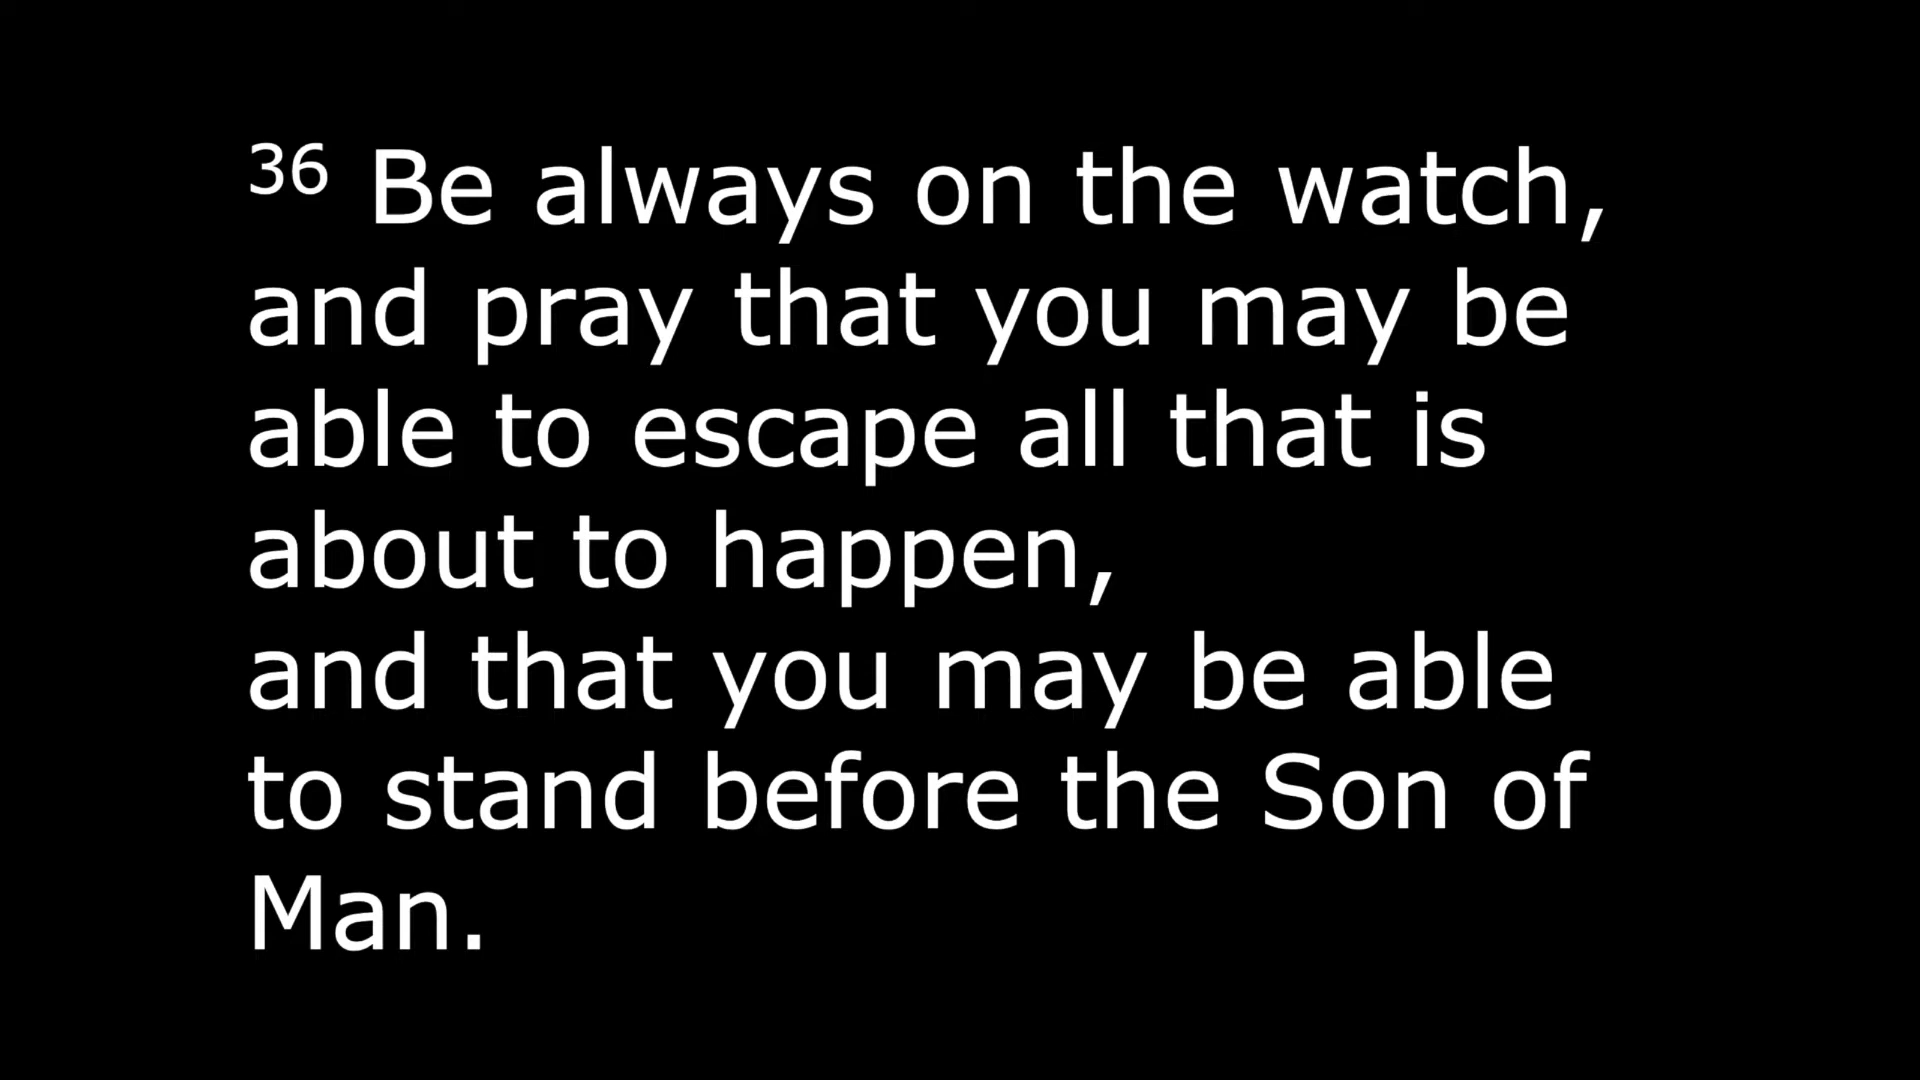 36 Be always on the watch,
and pray that you may be
able to escape all that is
about to happen,
and that you may be able
to stand before the Son of
Man.